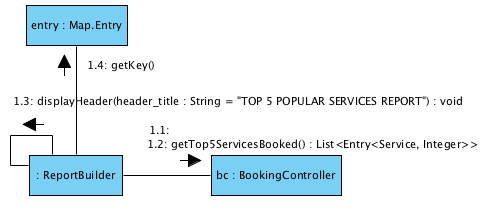 entry : Map.Entry
1.4: getKey()
1.3: displayHeader(header_title : String = "TOP 5 POPULAR SERVICES REPORT") : void
1.1:
1.2: getTop5ServicesBooked() : List<Entry<Service, Integer>>
: ReportBuilder
bc : BookingController